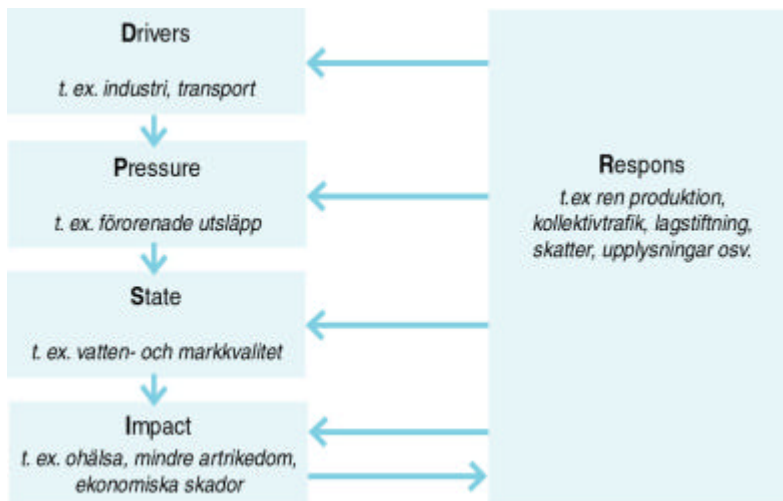 Drivers
t. ex. industri, transport
Pressure
t. ex. förorenade utsläpp
State
t. ex. vatten- och markkvalitet
Impact
t. ex. ohälsa, mindre artrikedom,
ekonomiska skador
Respons
t.ex ren produktion,
kollektivtrafik, lagstiftning,
skatter, upplysningar osv.